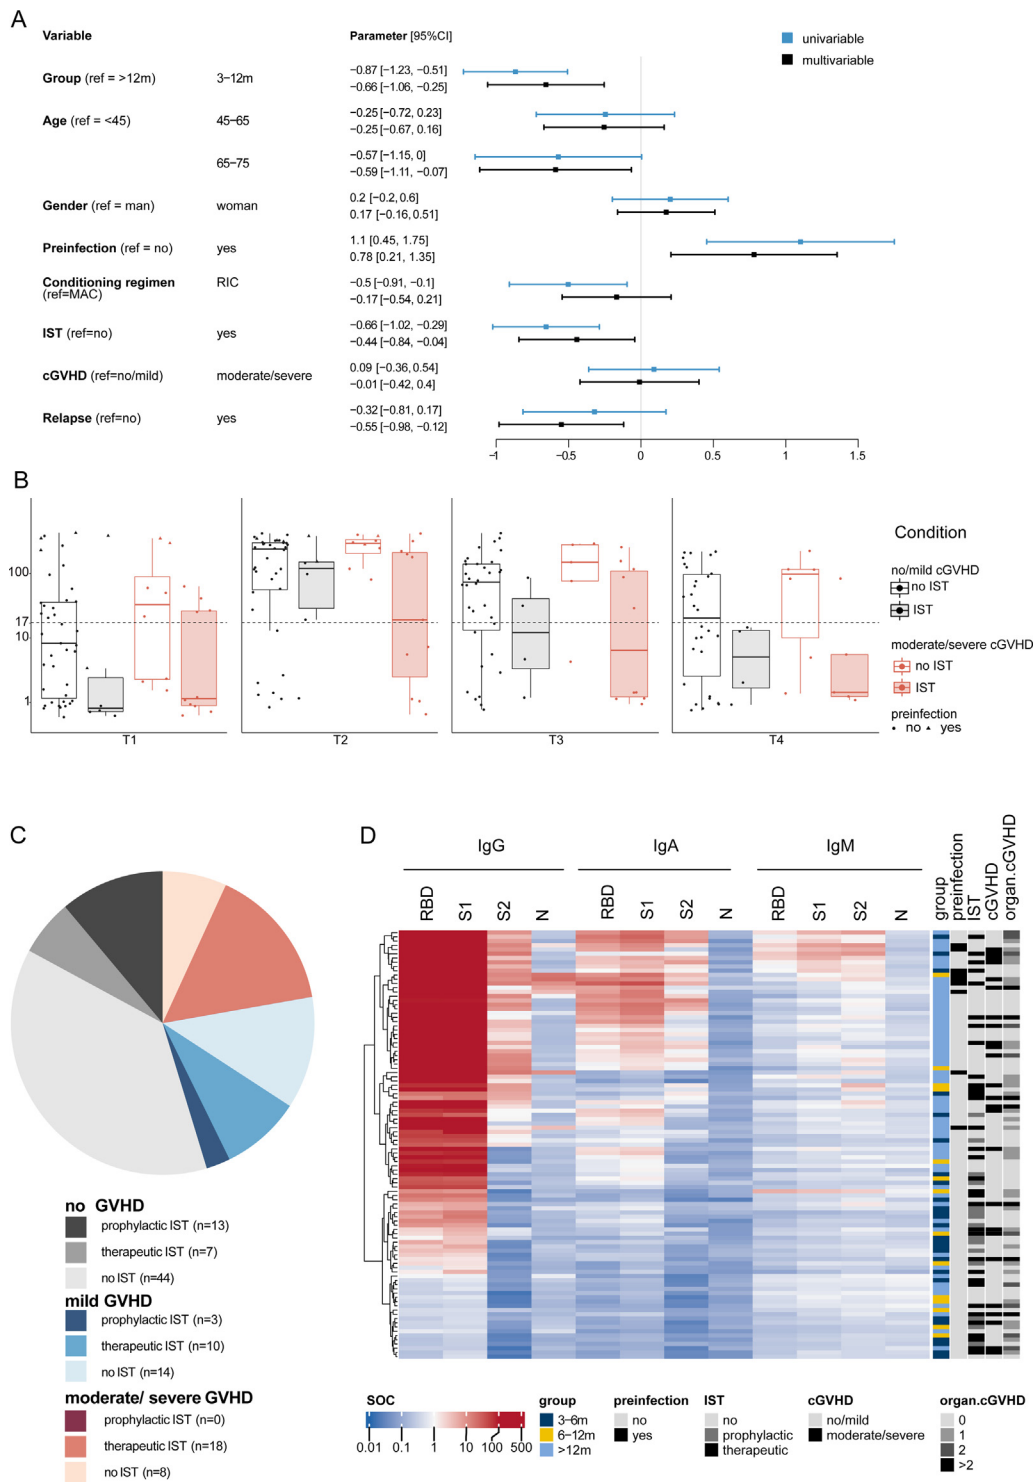 A
Variable Parameter [95%CI]
univariable
multivariable
Group (ref = >12m) 3−12m −0.87 [−1.23, −0.51]
−0.66 [−1.06, −0.25]
Age (ref = <45) 45−65 −0.25 [−0.72, 0.23]
−0.25 [−0.67, 0.16]
65−75 −0.57 [−1.15, 0]
−0.59 [−1.11, −0.07]
Gender (ref = man) woman 0.2 [−0.2, 0.6]
0.17 [−0.16, 0.51]
Preinfection (ref = no) yes 1.1 [0.45, 1.75]
0.78 [0.21, 1.35]
Conditioning regimen RIC −0.5 [−0.91, −0.1]
(ref=MAC) −0.17 [−0.54, 0.21]
IST (ref=no) yes −0.66 [−1.02, −0.29]
−0.44 [−0.84, −0.04]
cGVHD (ref=no/mild) moderate/severe 0.09 [−0.36, 0.54]
−0.01 [−0.42, 0.4]
Relapse (ref=no) yes −0.32 [−0.81, 0.17]
−0.55 [−0.98, −0.12]
−1 −0.5 0 0.5 1 1.5
B
100
17
10
1
T1 T2 T3 T4
Condition
no/mild cGVHD
no IST
IST
moderate/severe cGVHD
no IST
IST
preinfection
no yes
C
no GVHD
prophylactic IST (n=13)
therapeutic IST (n=7)
no IST (n=44)
mild GVHD
prophylactic IST (n=3)
therapeutic IST (n=10)
no IST (n=14)
moderate/ severe GVHD
prophylactic IST (n=0)
therapeutic IST (n=18)
no IST (n=8)
D
IgG IgA IgM
RBD S1 S2 N RBD S1 S2 N RBD S1 S2 N
group preinfection IST cGVHD organ.cGVHD
SOC
0.01 0.1 1 10 100 500
group
3−6m
6−12m
>12m
preinfection
no
yes
IST
no
prophylactic
therapeutic
cGVHD
no/mild
moderate/severe
organ.cGVHD
0
1
2
>2